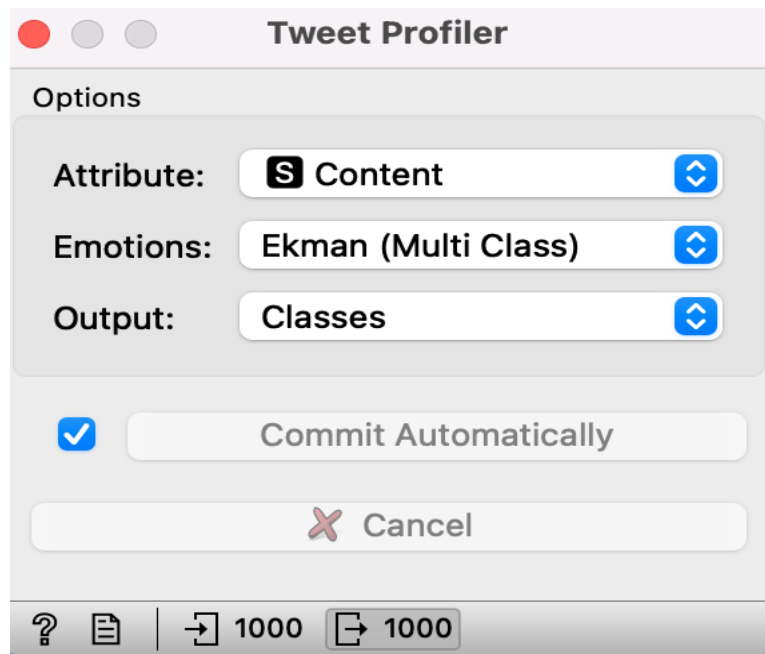 Tweet Profiler
Options
Attribute: S Content
Emotions: Ekman (Multi Class)
Output: Classes
Commit Automatically
Cancel
? 1000 1000